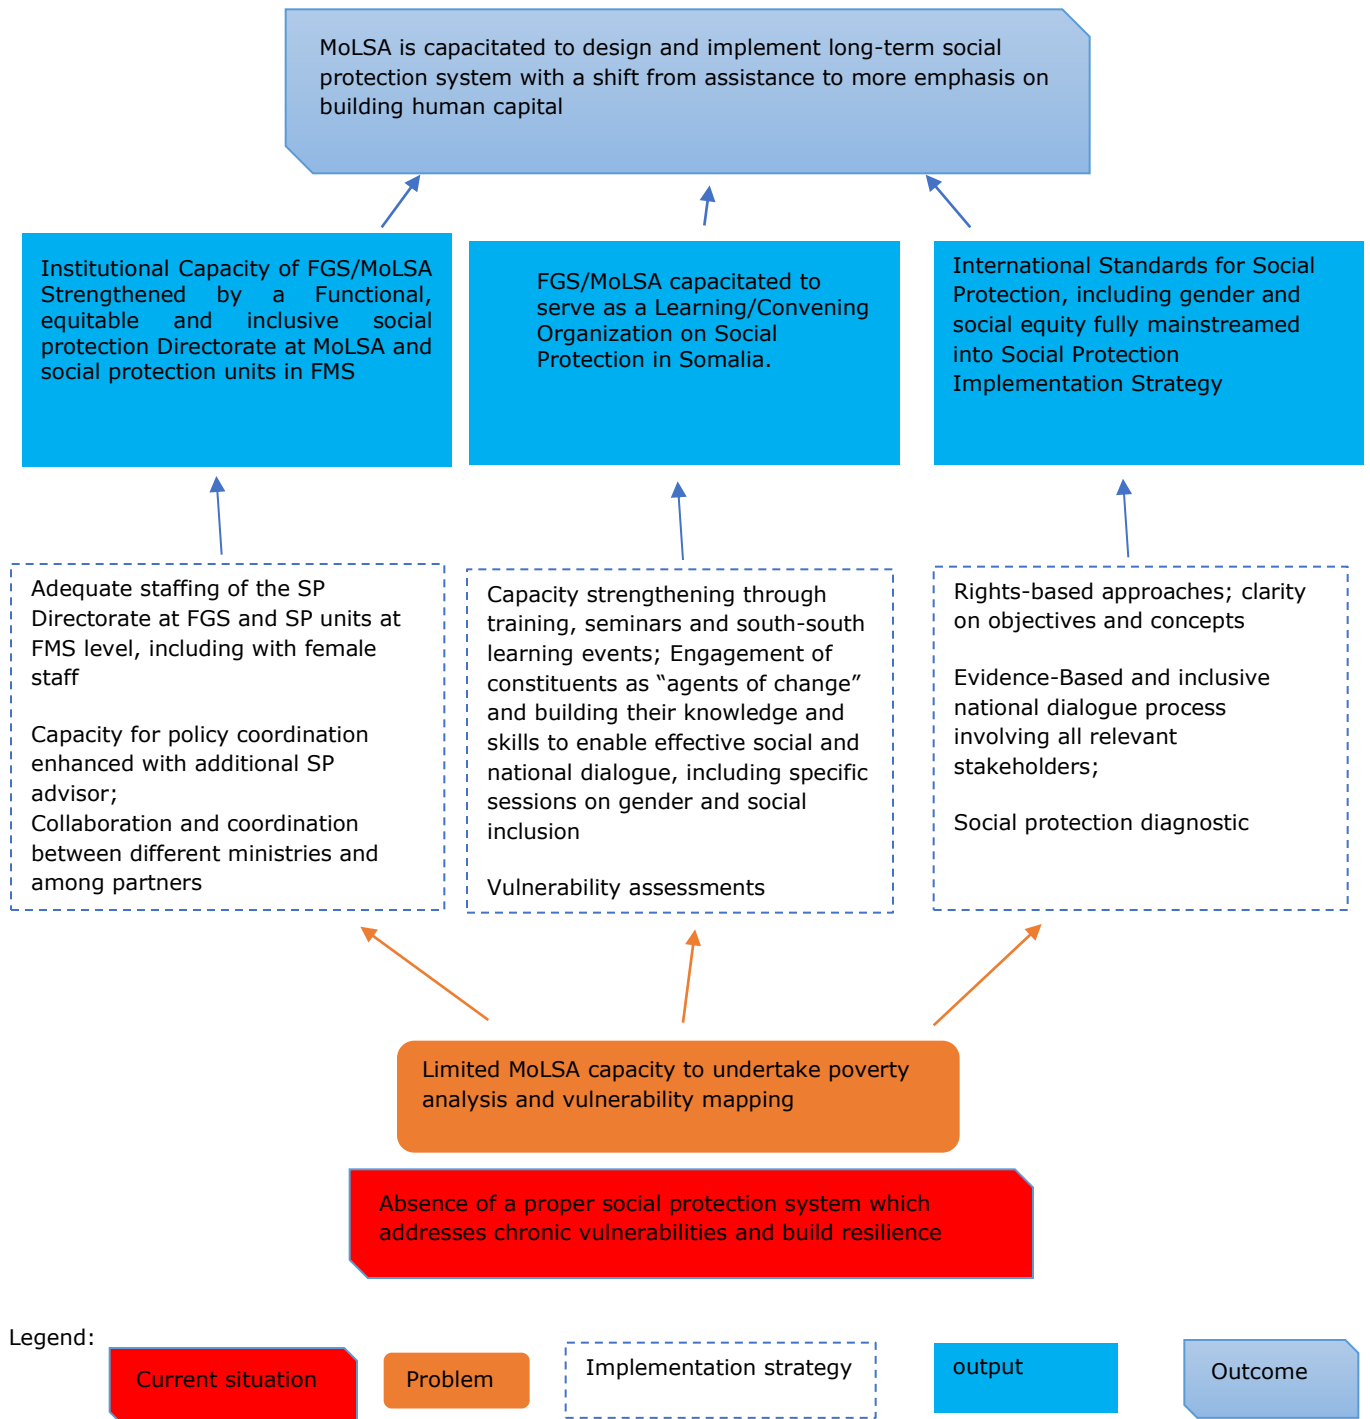 MoLSA is capacitated to design and implement long-term social
protection system with a shift from assistance to more emphasis on
building human capital
Institutional Capacity of FGS/MoLSA
Strengthened by a Functional,
equitable and inclusive social
protection Directorate at MoLSA and
social protection units in FMS
FGS/MoLSA capacitated to
serve as a Learning/Convening
Organization on Social
Protection in Somalia.
International Standards for Social
Protection, including gender and
social equity fully mainstreamed
into Social Protection
Implementation Strategy
Adequate staffing of the SP
Directorate at FGS and SP units at
FMS level, including with female
staff
Capacity for policy coordination
enhanced with additional SP
advisor;
Collaboration and coordination
between different ministries and
among partners
Capacity strengthening through
training, seminars and south-south
learning events; Engagement of
constituents as “agents of change”
and building their knowledge and
skills to enable effective social and
national dialogue, including specific
sessions on gender and social
inclusion
Vulnerability assessments
Rights-based approaches; clarity
on objectives and concepts
Evidence-Based and inclusive
national dialogue process
involving all relevant
stakeholders;
Social protection diagnostic
Limited MoLSA capacity to undertake poverty
analysis and vulnerability mapping
Absence of a proper social protection system which
addresses chronic vulnerabilities and build resilience
Legend:
Current situation
Problem
Implementation strategy
output
Outcome